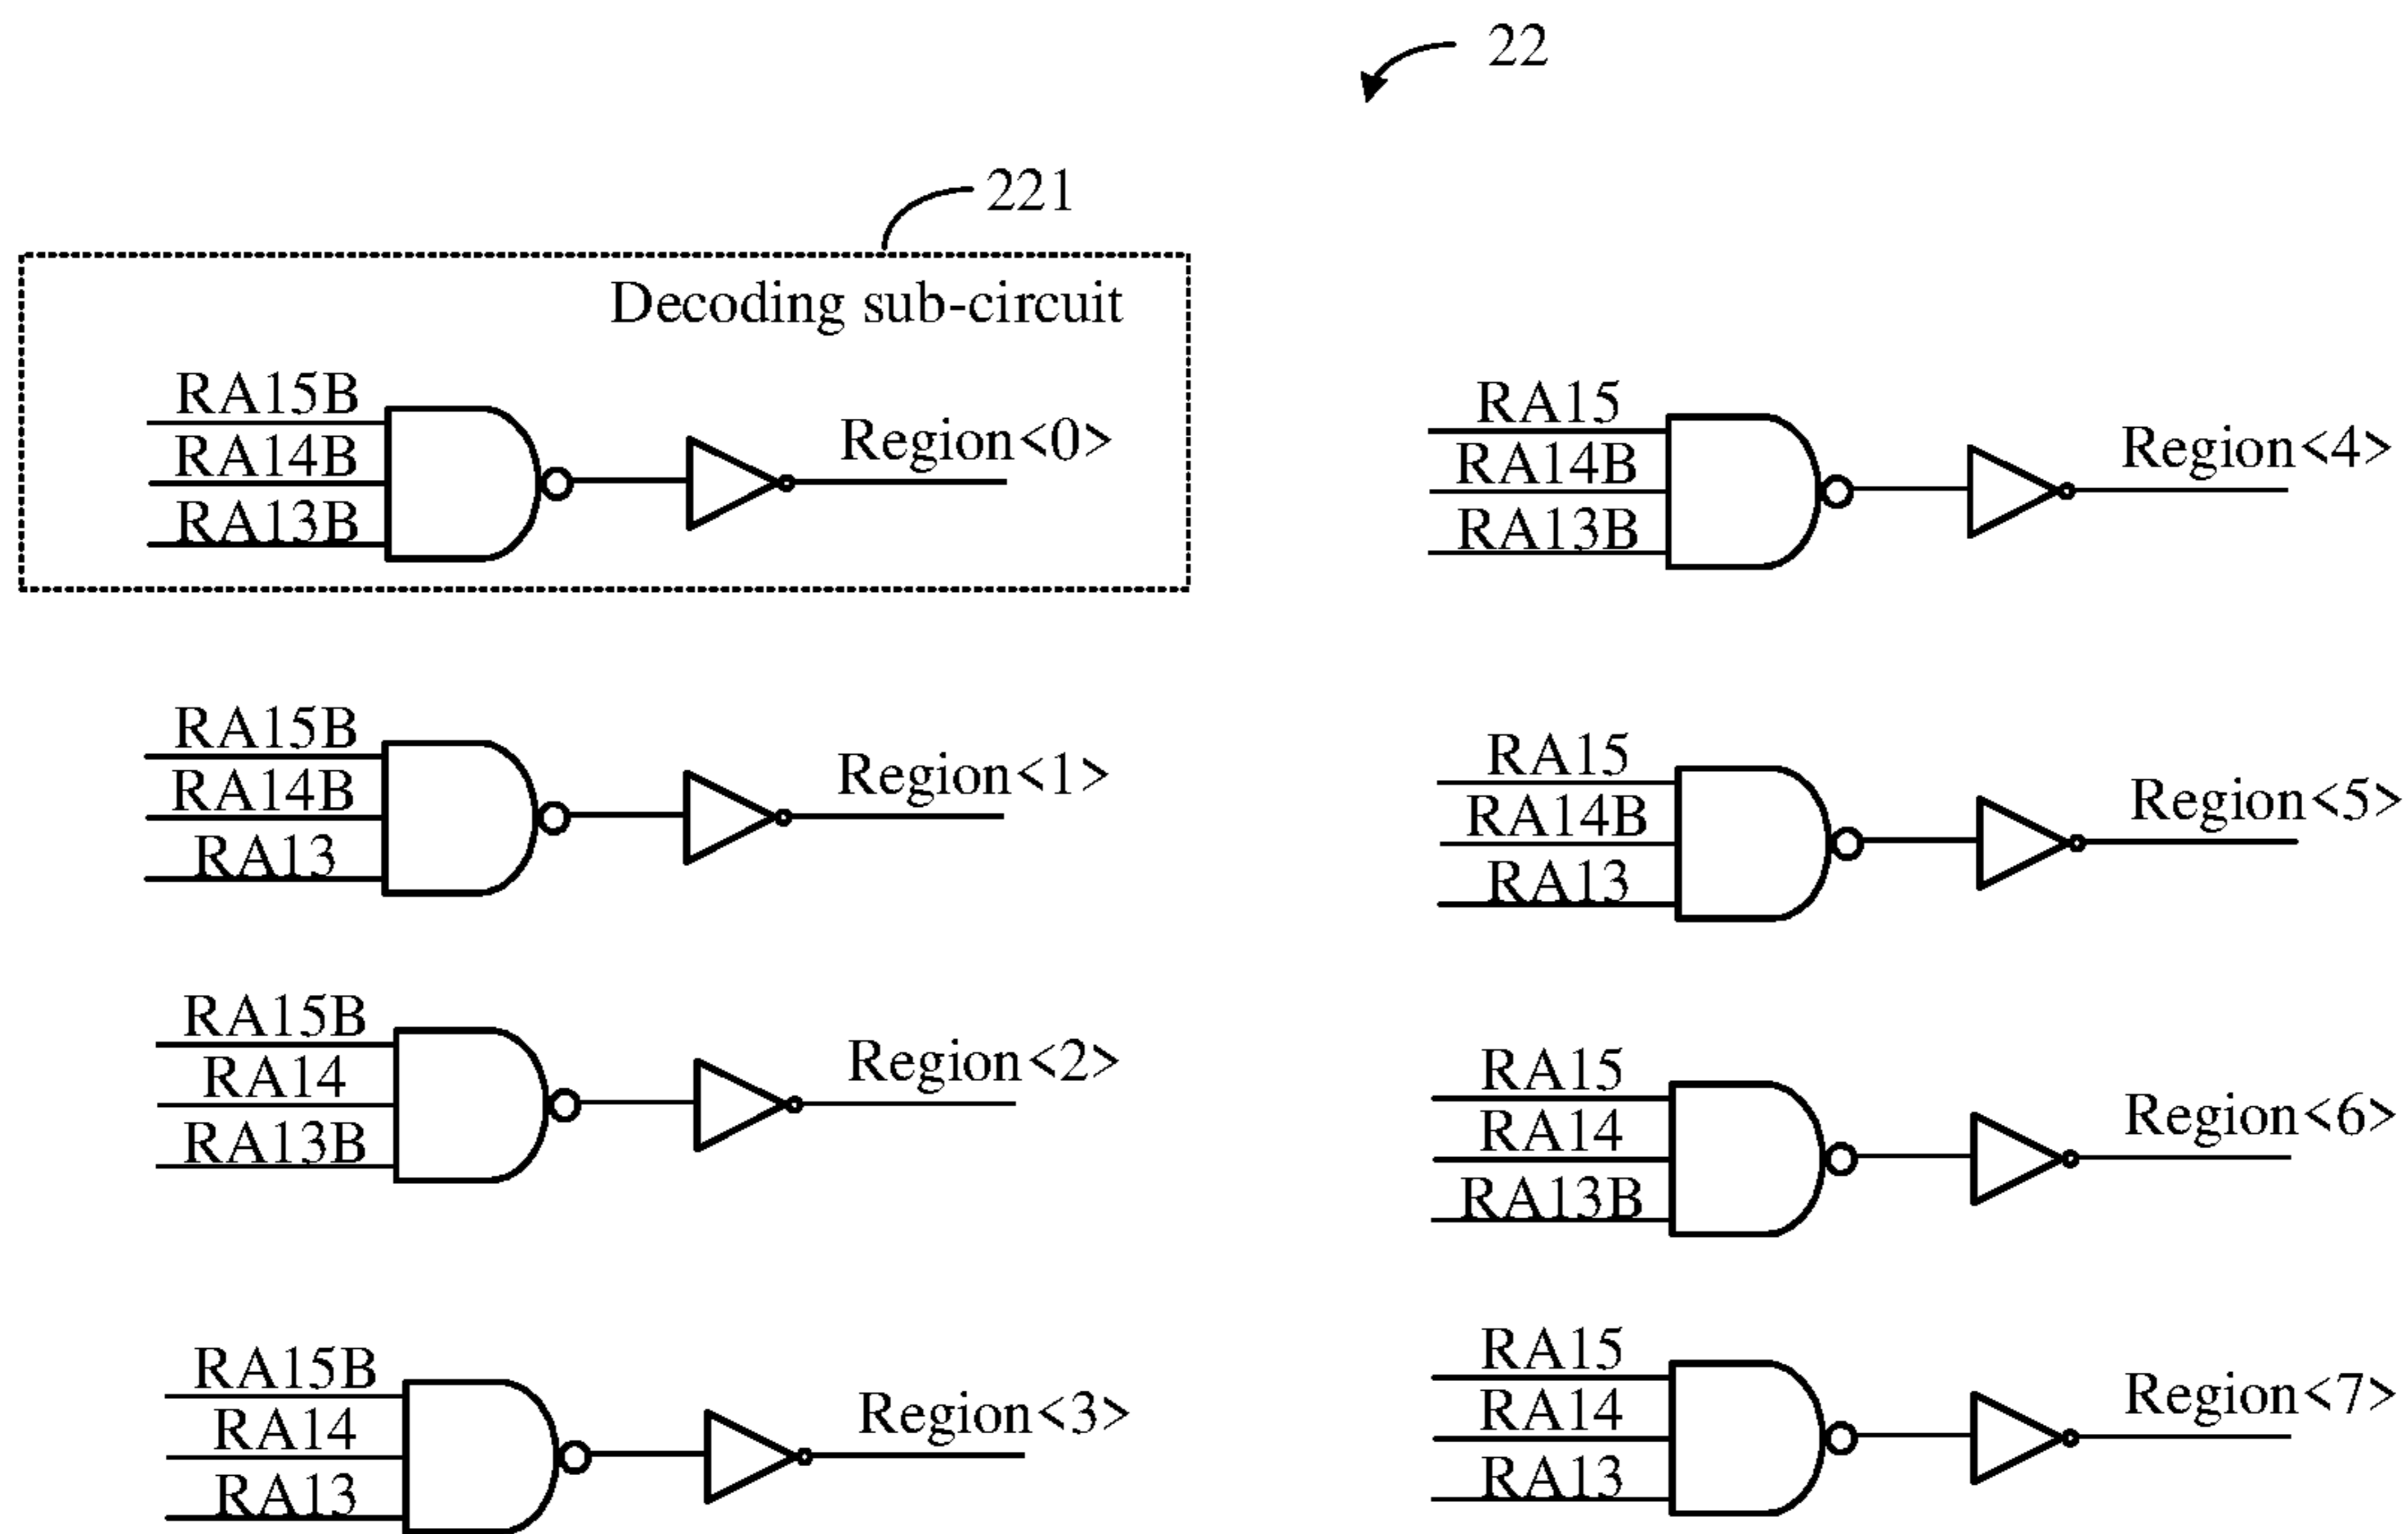 22
221
Decoding sub-circuit
RA15B
RA14B
RA13B
Region<0>
RA15B
RA14B
RA13
Region<1>
RA15B
RA14
RA13B
Region<2>
RA15B
RA14
RA13
Region<3>
RA15
RA14B
RA13B
Region<4>
RA15
RA14B
RA13
Region<5>
RA15
RA14
RA13B
Region<6>
RA15
RA14
RA13
Region<7>